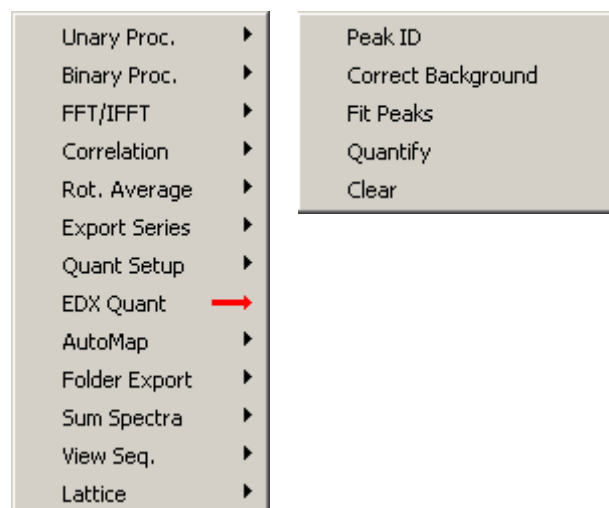 Unary Proc.
Binary Proc.
FFT/IFFT
Correlation
Rot. Average
Export Series
Quant Setup
EDX Quant
AutoMap
Folder Export
Sum Spectra
View Seq.
Lattice
Peak ID
Correct Background
Fit Peaks
Quantify
Clear